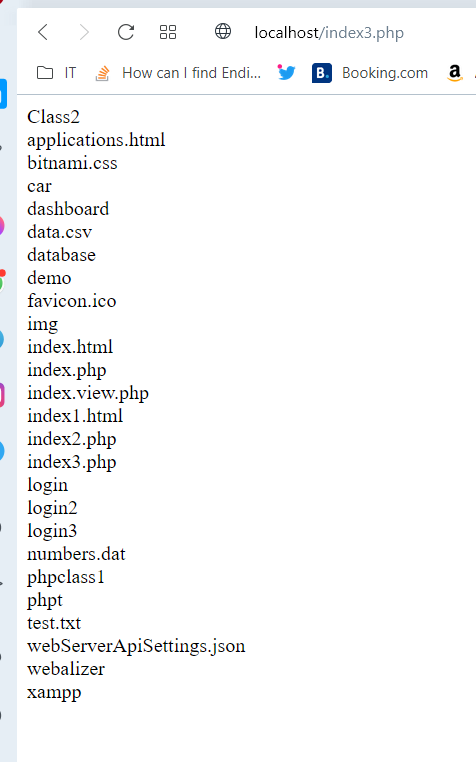 localhost/index3.php
IT
How can I find Endi...
B.
Booking.com
a
Class2
applications.html
bitnami.css
car
dashboard
data.csv
database
demo
favicon.ico
img
index.html
index.php
index.view.php
index1.html
index2.php
index3.php
login
login2
login3
numbers.dat
phpclass1
phpt
test.txt
webServerApiSettings.json
webalizer
xampp